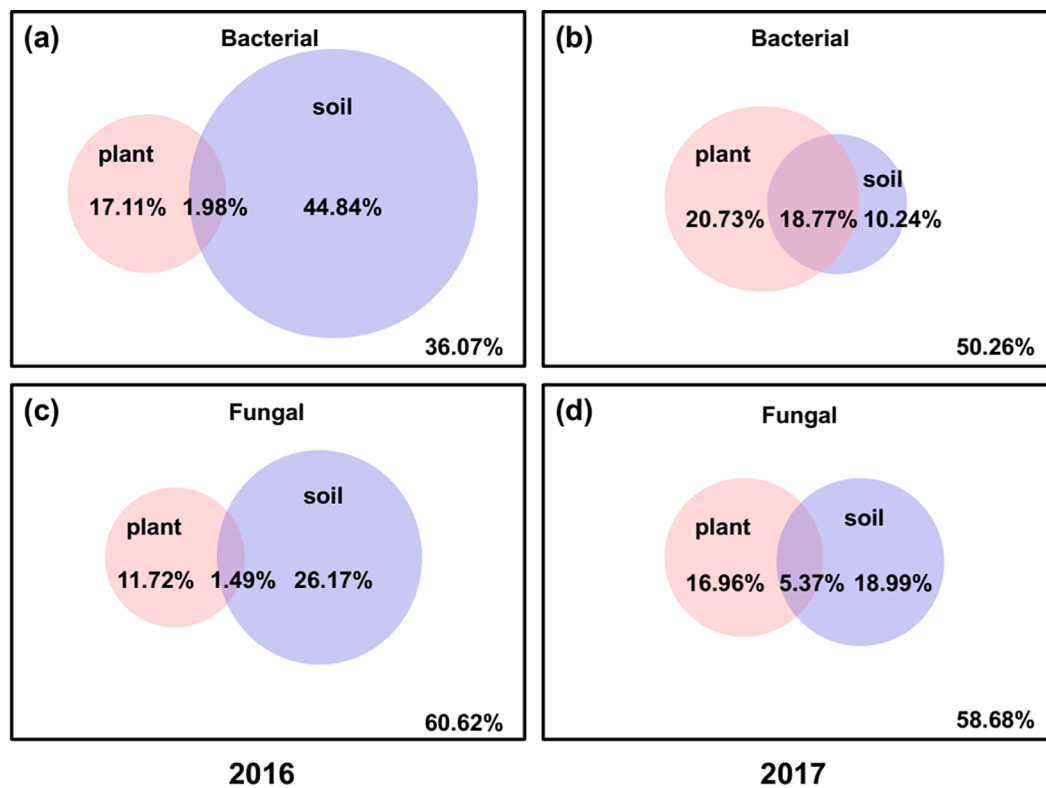 (a)
Bacterial
soil
plant
17.11% 1.98% 44.84%
36.07%
(b)
Bacterial
plant
soil
20.73% 18.77% 10.24%
50.26%
(c)
Fungal
soil
plant
11.72% 1.49% 26.17%
60.62%
(d)
Fungal
soil
plant
16.96% 5.37% 18.99%
58.68%
2016
2017